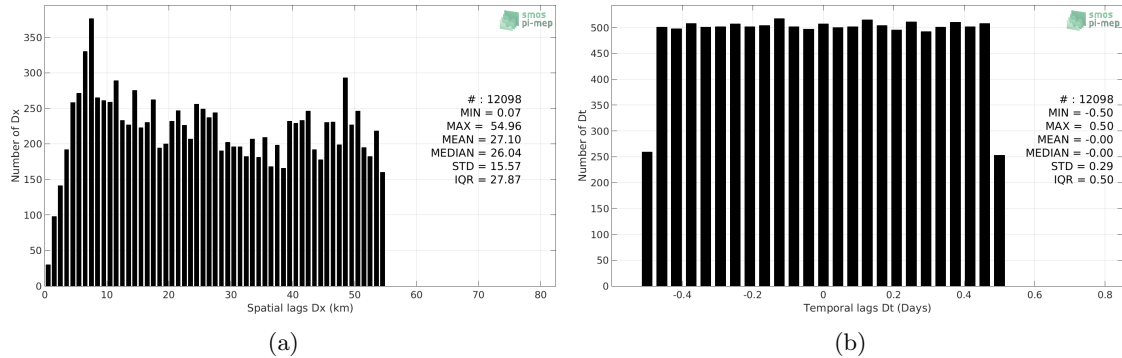 smos
pi-mep
350
300
250
200
150
100
50
0
Number of Dx
# : 12098
MIN = 0.07
MAX = 54.96
MEAN = 27.10
MEDIAN = 26.04
STD = 15.57
IQR = 27.87
0 10 20 30 40 50 60 70 80
Spatial lags Dx (km)
(a)
smos
pi-mep
500
450
400
350
300
250
200
150
100
50
0
Number of Dt
# : 12098
MIN = -0.50
MAX = 0.50
MEAN = -0.00
MEDIAN = -0.00
STD = 0.29
IQR = 0.50
-0.4 -0.2 0 0.2 0.4 0.6 0.8
Temporal lags Dt (Days)
(b)